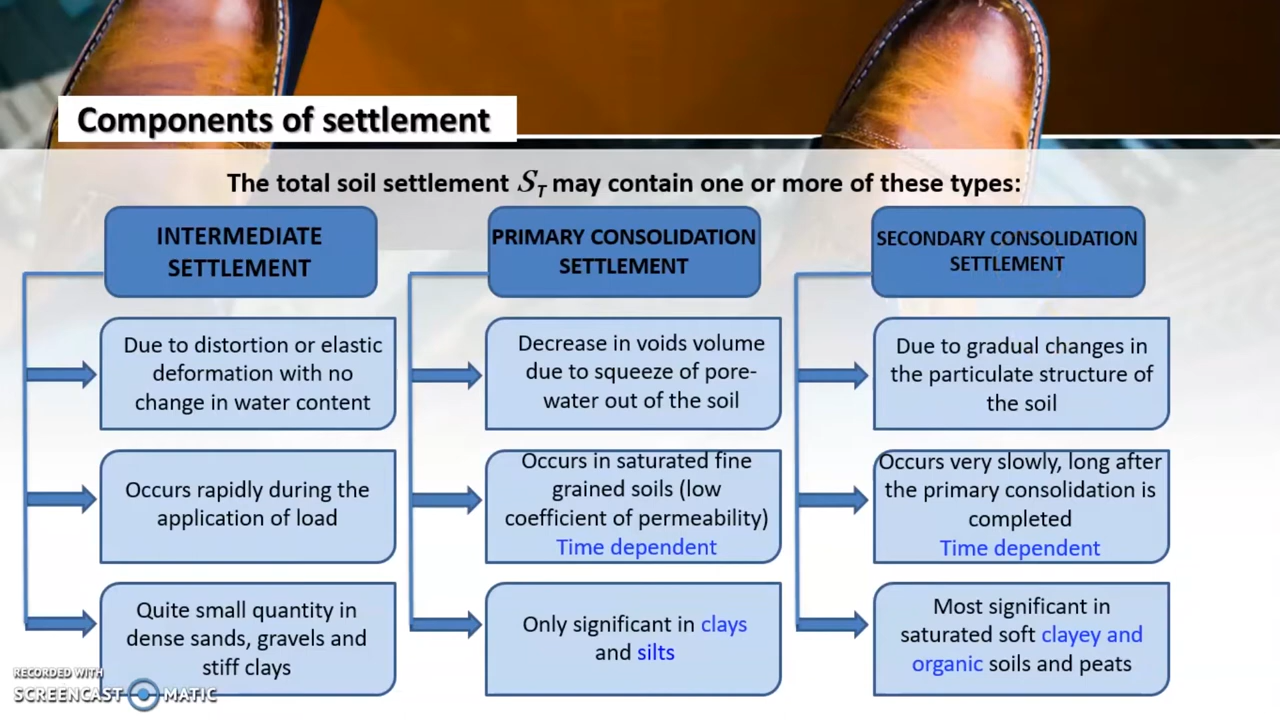 Components of settlement
The total soil settlement S_T may contain one or more of these types:
INTERMEDIATE
SETTLEMENT
Due to distortion or elastic
deformation with no
change in water content
Occurs rapidly during the
application of load
Quite small quantity in
dense sands, gravels and
stiff clays
PRIMARY CONSOLIDATION
SETTLEMENT
Decrease in voids volume
due to squeeze of pore-
water out of the soil
Occurs in saturated fine
grained soils (low
coefficient of permeability)
Time dependent
Only significant in clays
and silts
SECONDARY CONSOLIDATION
SETTLEMENT
Due to gradual changes in
the particulate structure of
the soil
Occurs very slowly, long after
the primary consolidation is
completed
Time dependent
Most significant in
saturated soft clayey and
organic soils and peats
RECORDED WITH
SCREENCAST MATIC